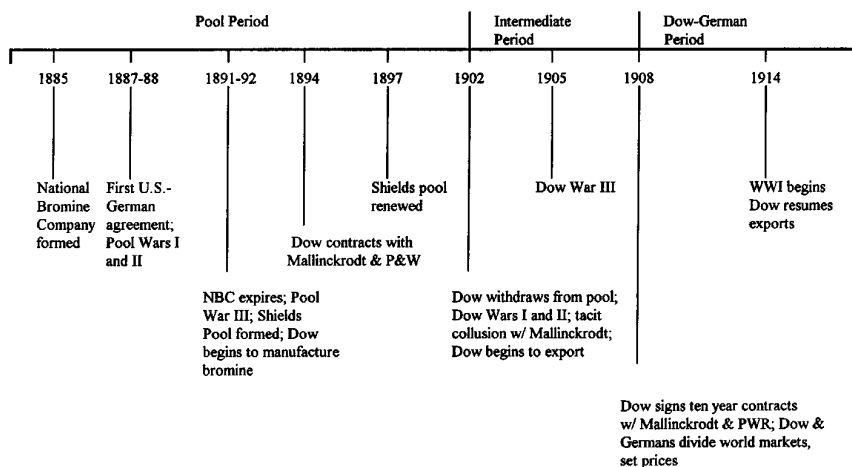 Pool Period
Intermediate
Period
Dow-German
Period
1885
1887-88
1891-92
1894
1897
1902
1905
1908
1914
National
Bromine
Company
formed
First U.S.-
German
agreement;
Pool Wars I
and II
Shields pool
renewed
Dow War III
WWI begins
Dow resumes
exports
Dow contracts with
Mallinckrodt & P&W
NBC expires; Pool
War III; Shields
Pool formed; Dow
begins to manufacture
bromine
Dow withdraws from pool;
Dow Wars I and II; tacit
collusion w/ Mallinckrodt;
Dow begins to export
Dow signs ten year contracts
w/ Mallinckrodt & PWR; Dow &
Germans divide world markets,
set prices